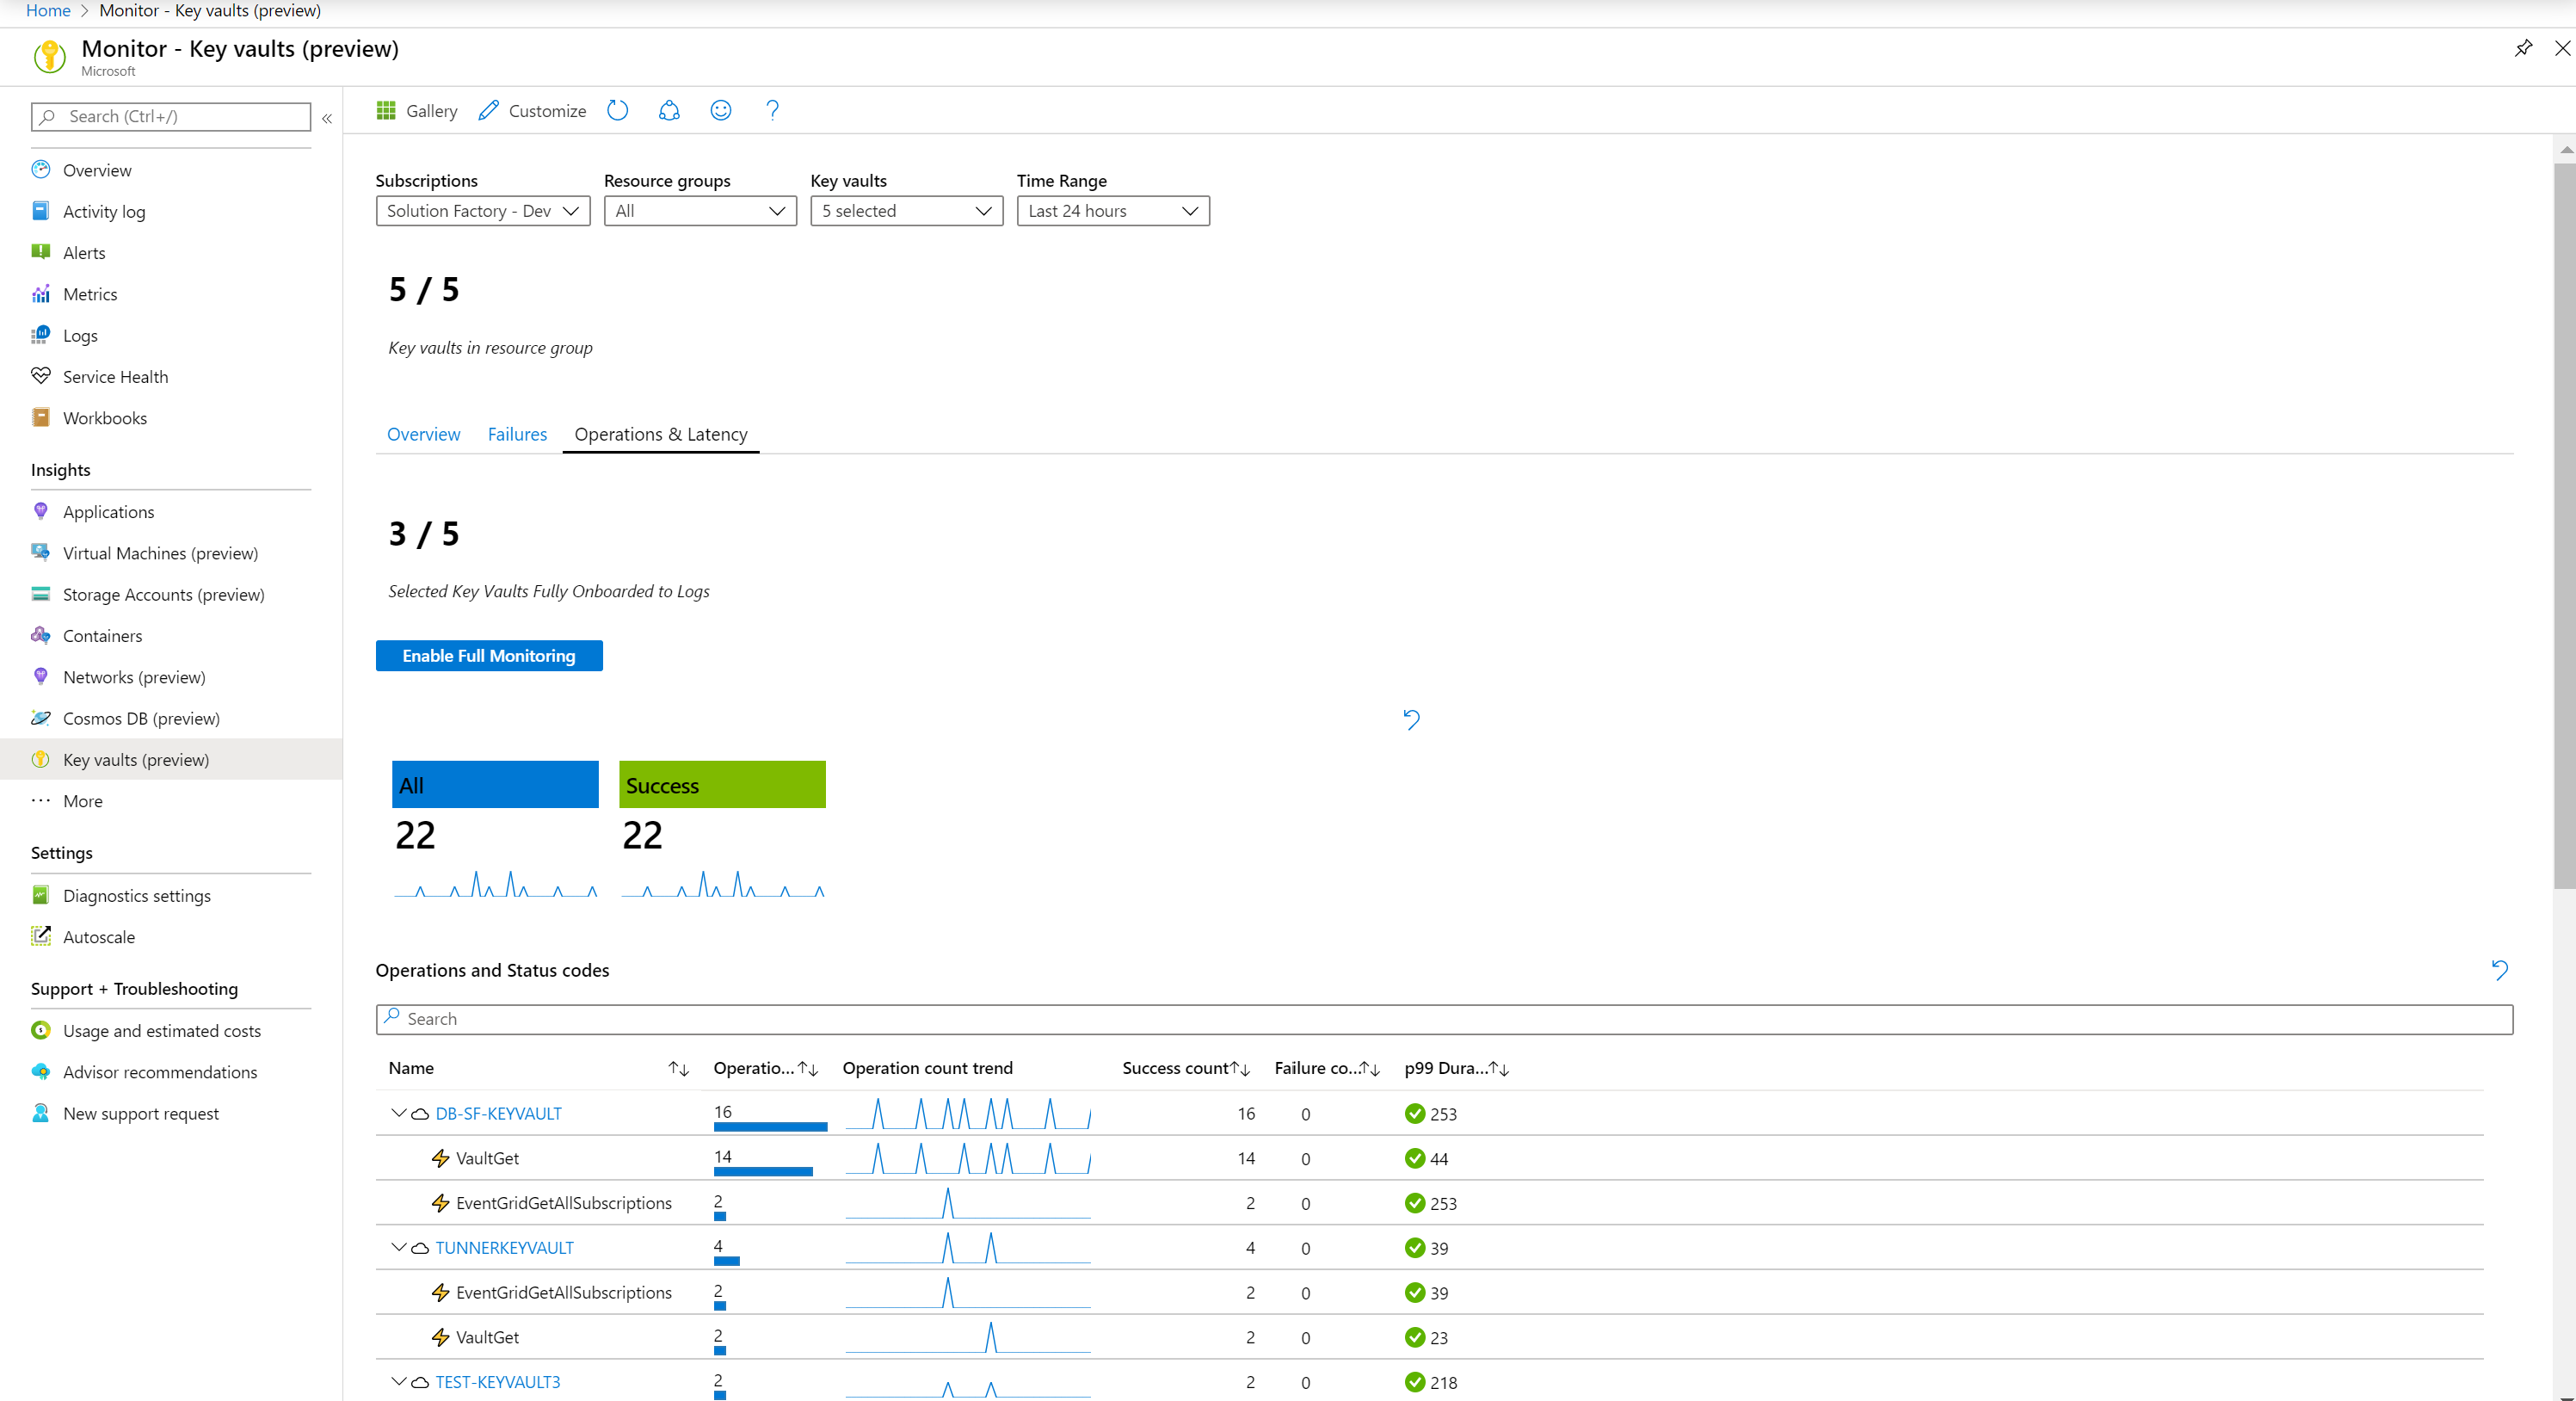 Home > Monitor - Key vaults (preview)
Monitor - Key vaults (preview)
Microsoft
Search (Ctrl+/)
«
Overview
Activity log
Alerts
Metrics
Logs
Service Health
Workbooks
Insights
Applications
Virtual Machines (preview)
Storage Accounts (preview)
Containers
Networks (preview)
Cosmos DB (preview)
Key vaults (preview)
··· More
Settings
Diagnostics settings
Autoscale
Support + Troubleshooting
Usage and estimated costs
Advisor recommendations
New support request
Gallery Customize ?
Subscriptions Resource groups Key vaults Time Range
Solution Factory - Dev All 5 selected Last 24 hours
5 / 5
Key vaults in resource group
Overview Failures Operations & Latency
3 / 5
Selected Key Vaults Fully Onboarded to Logs
Enable Full Monitoring
All Success
22 22
Operations and Status codes
Search
Name ↑↓ Operatio...↑↓ Operation count trend Success count↑↓ Failure co...↑↓ p99 Dura...↑↓
DB-SF-KEYVAULT 16 16 0 253
VaultGet 14 14 0 44
EventGridGetAllSubscriptions 2 2 0 253
TUNNERKEYVAULT 4 4 0 39
EventGridGetAllSubscriptions 2 2 0 39
VaultGet 2 2 0 23
TEST-KEYVAULT3 2 2 0 218